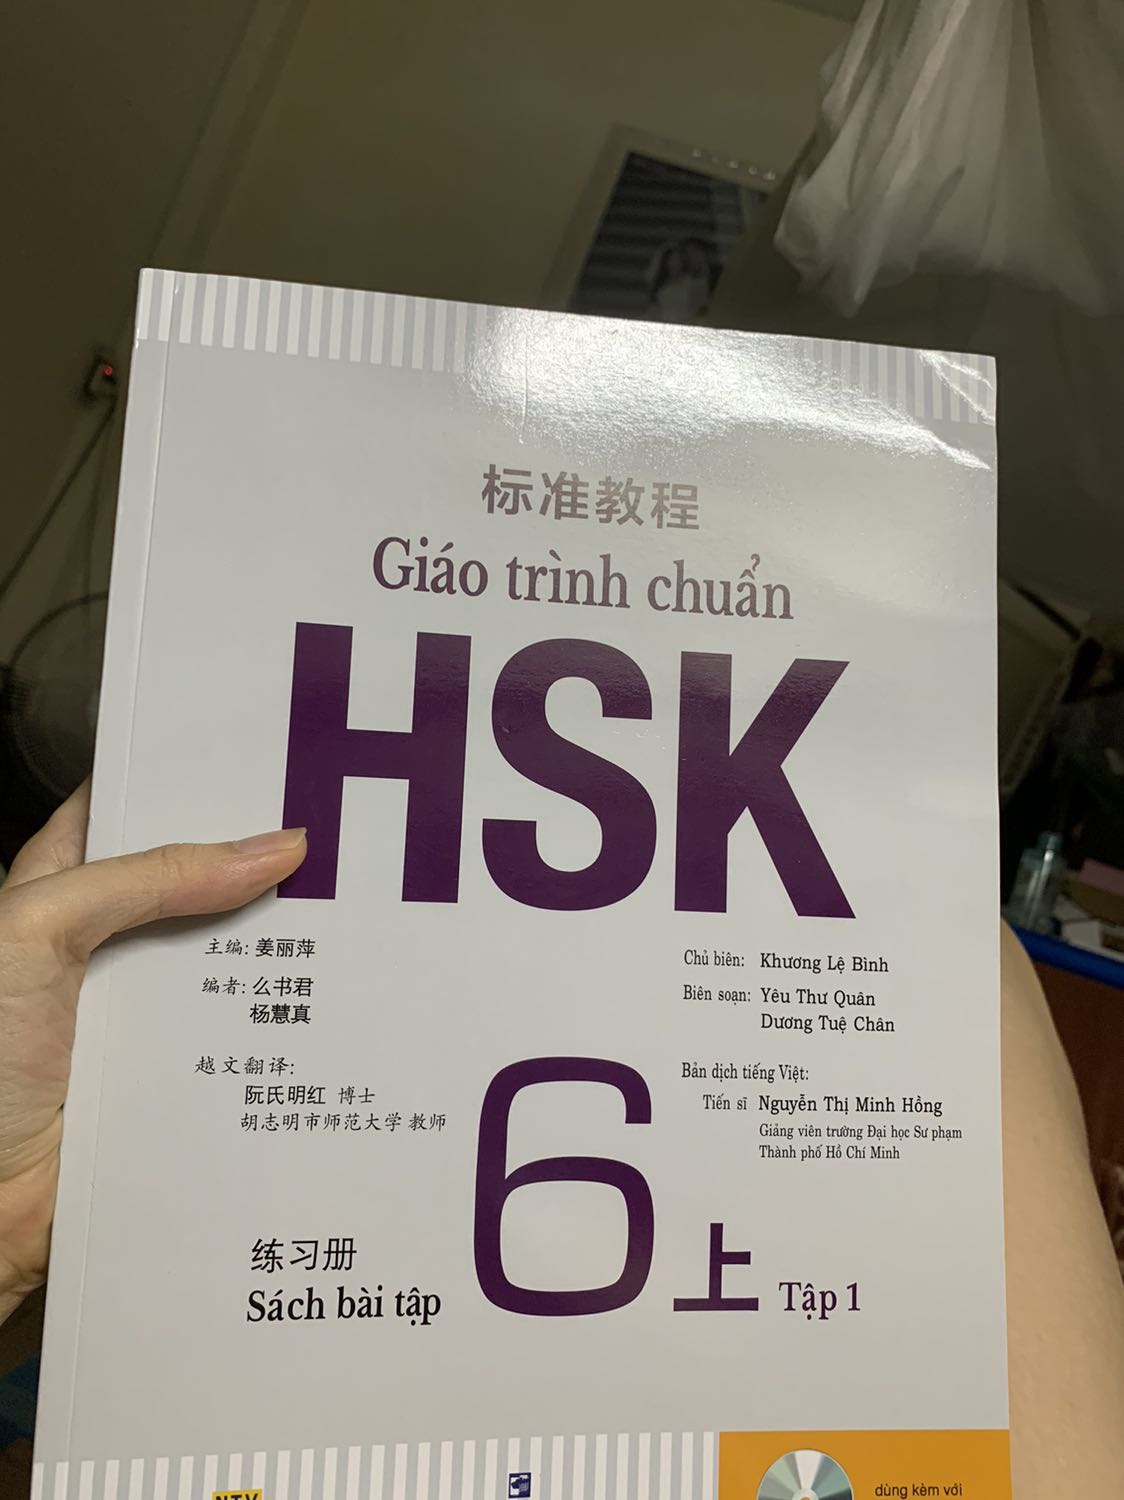 标准教程
Giáo trình chuẩn
HSK
主编: 姜丽萍
编者: 么书君
杨慧真
越文翻译:
阮氏明红 博士
胡志明市师范大学 教师
Chủ biên: Khương Lệ Bình
Biên soạn: Yêu Thư Quân
Dương Tuệ Chân
Bản dịch tiếng Việt:
Tiến sĩ Nguyễn Thị Minh Hồng
Giảng viên trường Đại học Sư phạm
Thành phố Hồ Chí Minh
练习册
Sách bài tập
6上 Tập 1
NTV
dùng kèm với